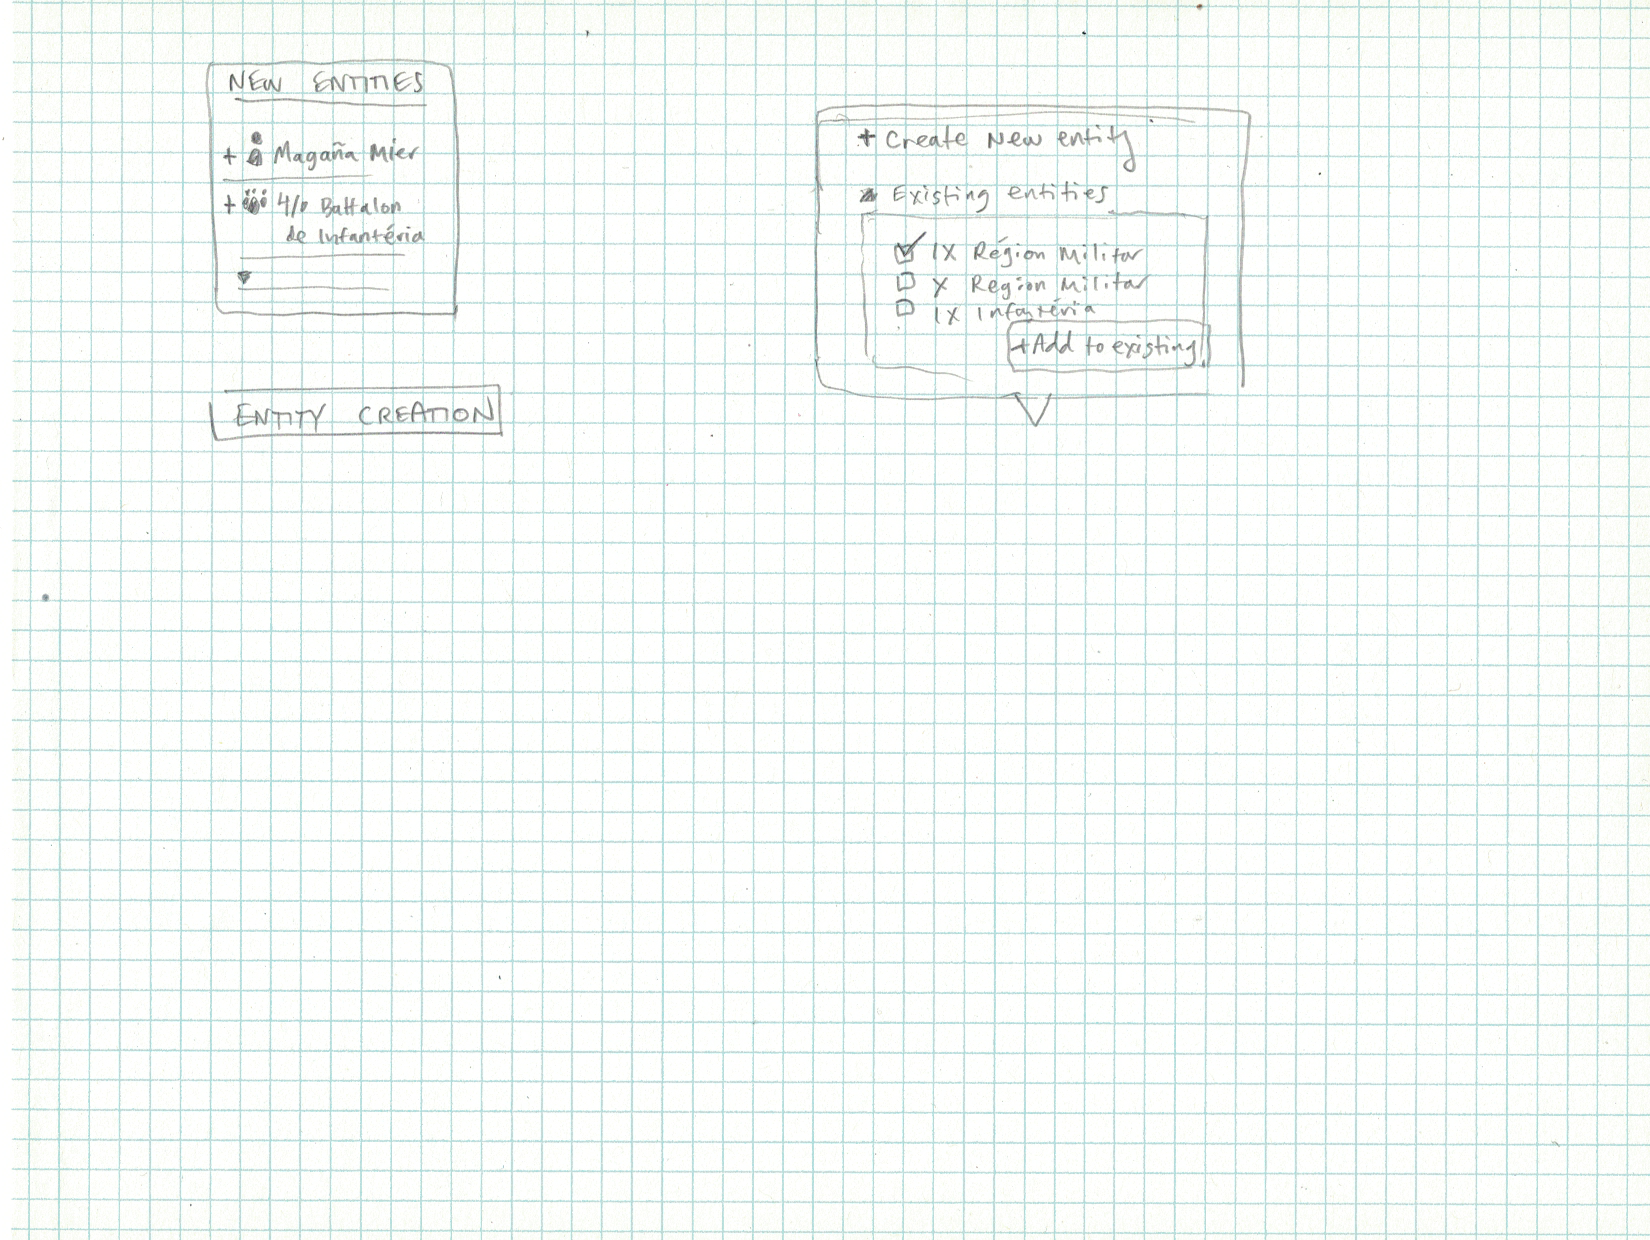 NEW ENTITIES
+ Magaña Mier
+ 4/o Battalon
de Infantéria
ENTITY CREATION
+ Create New entity
Existing entities
IX Région Militar
X Region Militar
IX Infantéria
+Add to existing